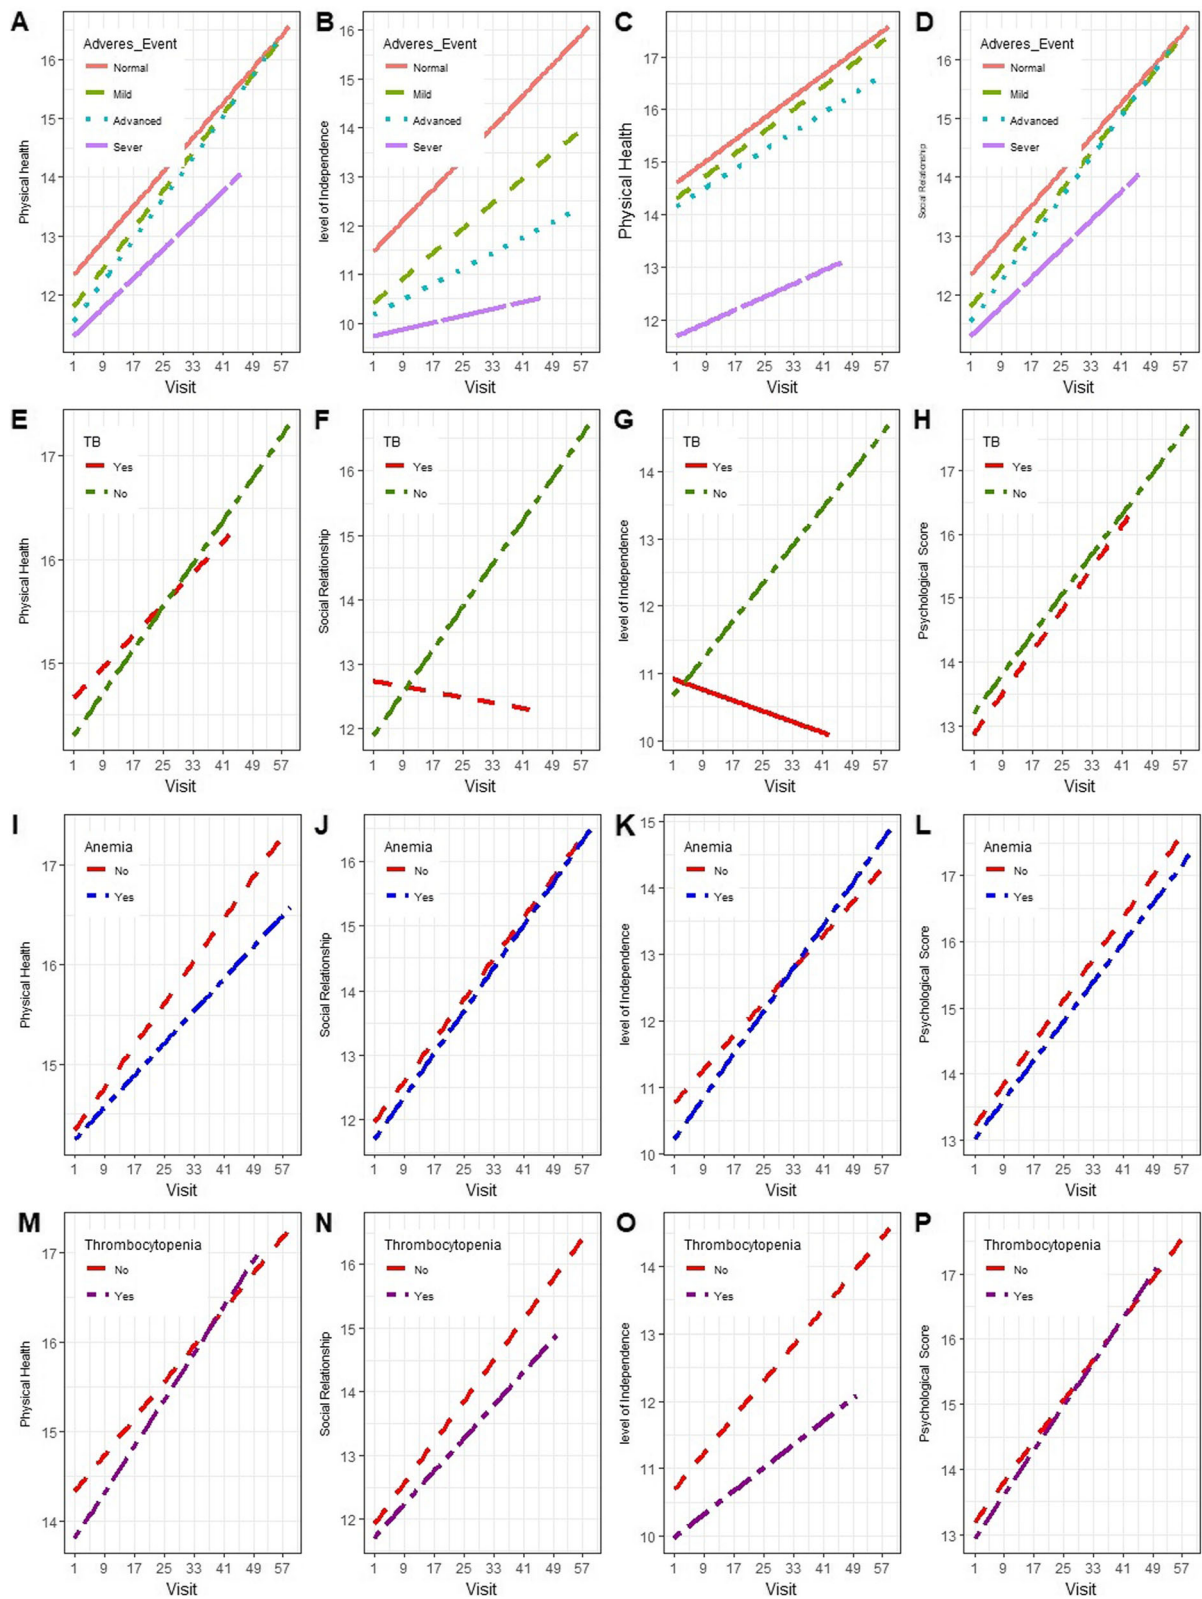 A
Adveres_Event
Normal
Mild
Advanced
Sever
Physical health
16
15
14
13
12
1 9 17 25 33 41 49 57
Visit
B
Adveres_Event
Normal
Mild
Advanced
Sever
level of Independence
16
15
14
13
12
11
10
1 9 17 25 33 41 49 57
Visit
C
Physical Health
17
16
15
14
13
12
1 9 17 25 33 41 49 57
Visit
D
Adveres_Event
Normal
Mild
Advanced
Sever
Social Relationship
16
15
14
13
12
1 9 17 25 33 41 49 57
Visit
E
TB
Yes
No
Physical Health
17
16
15
1 9 17 25 33 41 49 57
Visit
F
TB
Yes
No
Social Relationship
16
15
14
13
12
1 9 17 25 33 41 49 57
Visit
G
TB
Yes
No
level of Independence
14
13
12
11
10
1 9 17 25 33 41 49 57
Visit
H
TB
Yes
No
Psychological Score
17
16
15
14
13
1 9 17 25 33 41 49 57
Visit
I
Anemia
No
Yes
Physical Health
17
16
15
1 9 17 25 33 41 49 57
Visit
J
Anemia
No
Yes
Social Relationship
16
15
14
13
12
1 9 17 25 33 41 49 57
Visit
K
Anemia
No
Yes
level of Independence
15
14
13
12
11
10
1 9 17 25 33 41 49 57
Visit
L
Anemia
No
Yes
Psychological Score
17
16
15
14
13
1 9 17 25 33 41 49 57
Visit
M
Thrombocytopenia
No
Yes
Physical Health
17
16
15
14
1 9 17 25 33 41 49 57
Visit
N
Thrombocytopenia
No
Yes
Social Relationship
16
15
14
13
12
1 9 17 25 33 41 49 57
Visit
O
Thrombocytopenia
No
Yes
level of Independence
14
13
12
11
10
1 9 17 25 33 41 49 57
Visit
P
Thrombocytopenia
No
Yes
Psychological Score
17
16
15
14
13
1 9 17 25 33 41 49 57
Visit